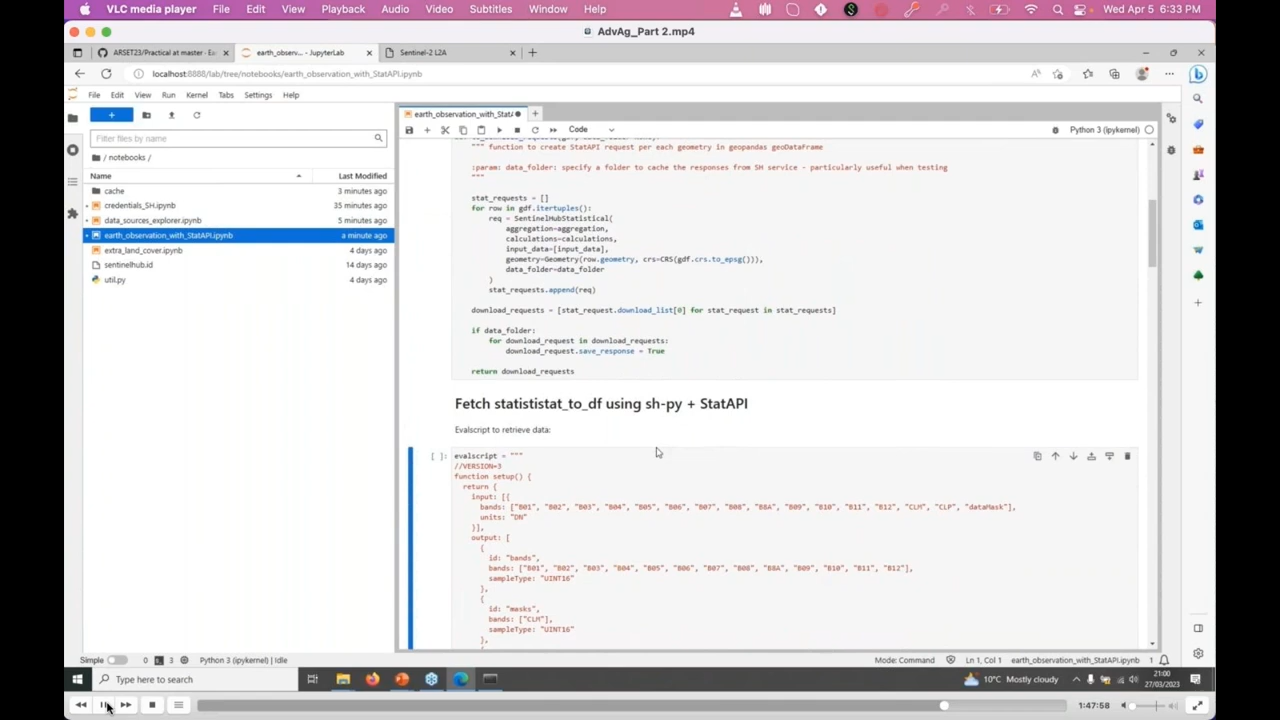 VLC media player File Edit View Playback Audio Video Subtitles Window Help Wed Apr 5 6:33 PM
AdvAg_Part 2.mp4
ARSET23/Practical at master · Ex earth_observ... - JupyterLab Sentinel-2 L2A
localhost:8888/lab/tree/notebooks/earth_observation_with_StatAPI.ipynb
File Edit View Run Kernel Tabs Settings Help
earth_observation_with_StatA
Code Python 3 (ipykernel)
Filter files by name
/ notebooks /
Name Last Modified
cache 3 minutes ago
credentials_SH.ipynb 35 minutes ago
data_sources_explorer.ipynb 5 minutes ago
earth_observation_with_StatAPI.ipynb a minute ago
extra_land_cover.ipynb 4 days ago
sentinelhub.id 14 days ago
util.py 4 days ago
""" function to create StatAPI request per each geometry in geopandas geoDataframe
:param: data_folder: specify a folder to cache the responses from SH service - particularly useful when testing
"""
stat_requests = []
for row in gdf.itertuples():
req = SentinelHubStatistical(
aggregation=aggregation,
calculations=calculations,
input_data=[input_data],
geometry=Geometry(row.geometry, crs=CRS(gdf.crs.to_epsg())),
data_folder=data_folder
)
stat_requests.append(req)
download_requests = [stat_request.download_list[0] for stat_request in stat_requests]
if data_folder:
for download_request in download_requests:
download_request.save_response = True
return download_requests
Fetch statististat_to_df using sh-py + StatAPI
Evalscript to retrieve data:
[ ]: evalscript = """
//VERSION=3
function setup() {
return {
input: [{
bands: ["B01", "B02", "B03", "B04", "B05", "B06", "B07", "B08", "B8A", "B09", "B10", "B11", "B12", "CLM", "CLP", "dataMask"],
units: "DN"
}],
output: [
{
id: "bands",
bands: ["B01", "B02", "B03", "B04", "B05", "B06", "B07", "B08", "B8A", "B09", "B10", "B11", "B12"],
sampleType: "UINT16"
},
{
id: "masks",
bands: ["CLM"],
sampleType: "UINT16"
},
Simple 0 3 Python 3 (ipykernel) | Idle Mode: Command Ln 1, Col 1 earth_observation_with_StatAPI.ipynb 1
Type here to search 10°C Mostly cloudy 21:00
27/03/2023
1:47:58